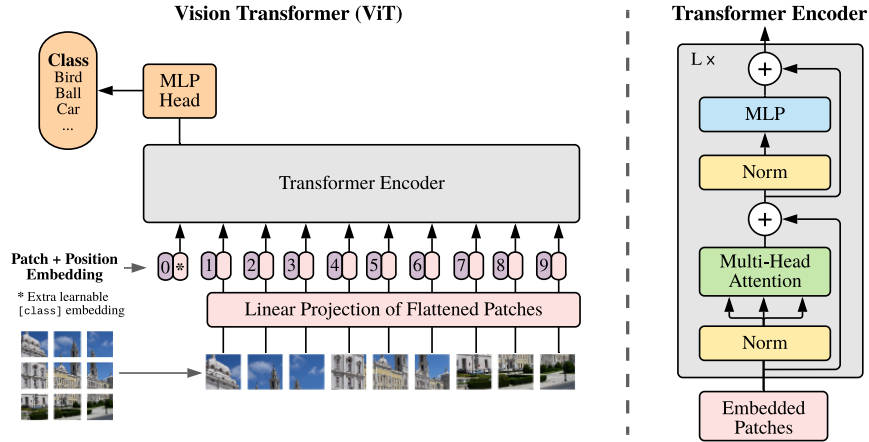 Vision Transformer (ViT)
Class
Bird
Ball
Car
...
MLP
Head
Transformer Encoder
Patch + Position
Embedding
0 * 1 2 3 4 5 6 7 8 9
* Extra learnable
[class] embedding
Linear Projection of Flattened Patches
Transformer Encoder
L x
+
MLP
Norm
+
Multi-Head
Attention
Norm
Embedded
Patches